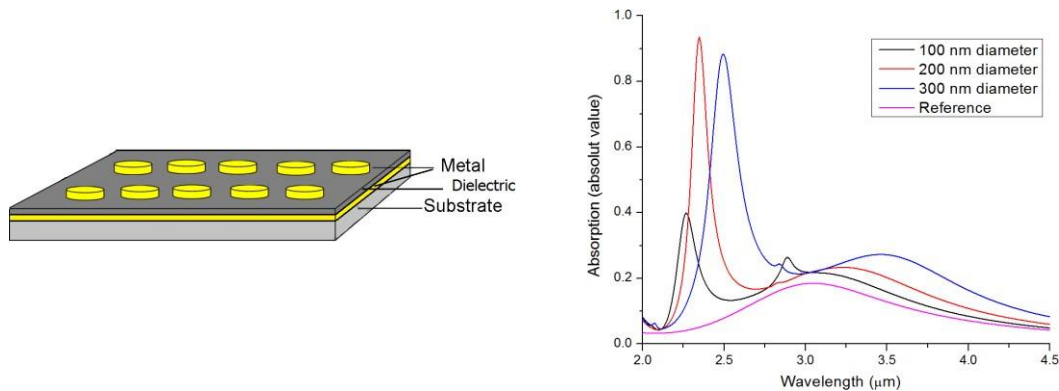 Metal
Dielectric
Substrate
Absorption (absolut value)
1.0
0.8
0.6
0.4
0.2
0.0
2.0 2.5 3.0 3.5 4.0 4.5
Wavelength (μm)
100 nm diameter
200 nm diameter
300 nm diameter
Reference